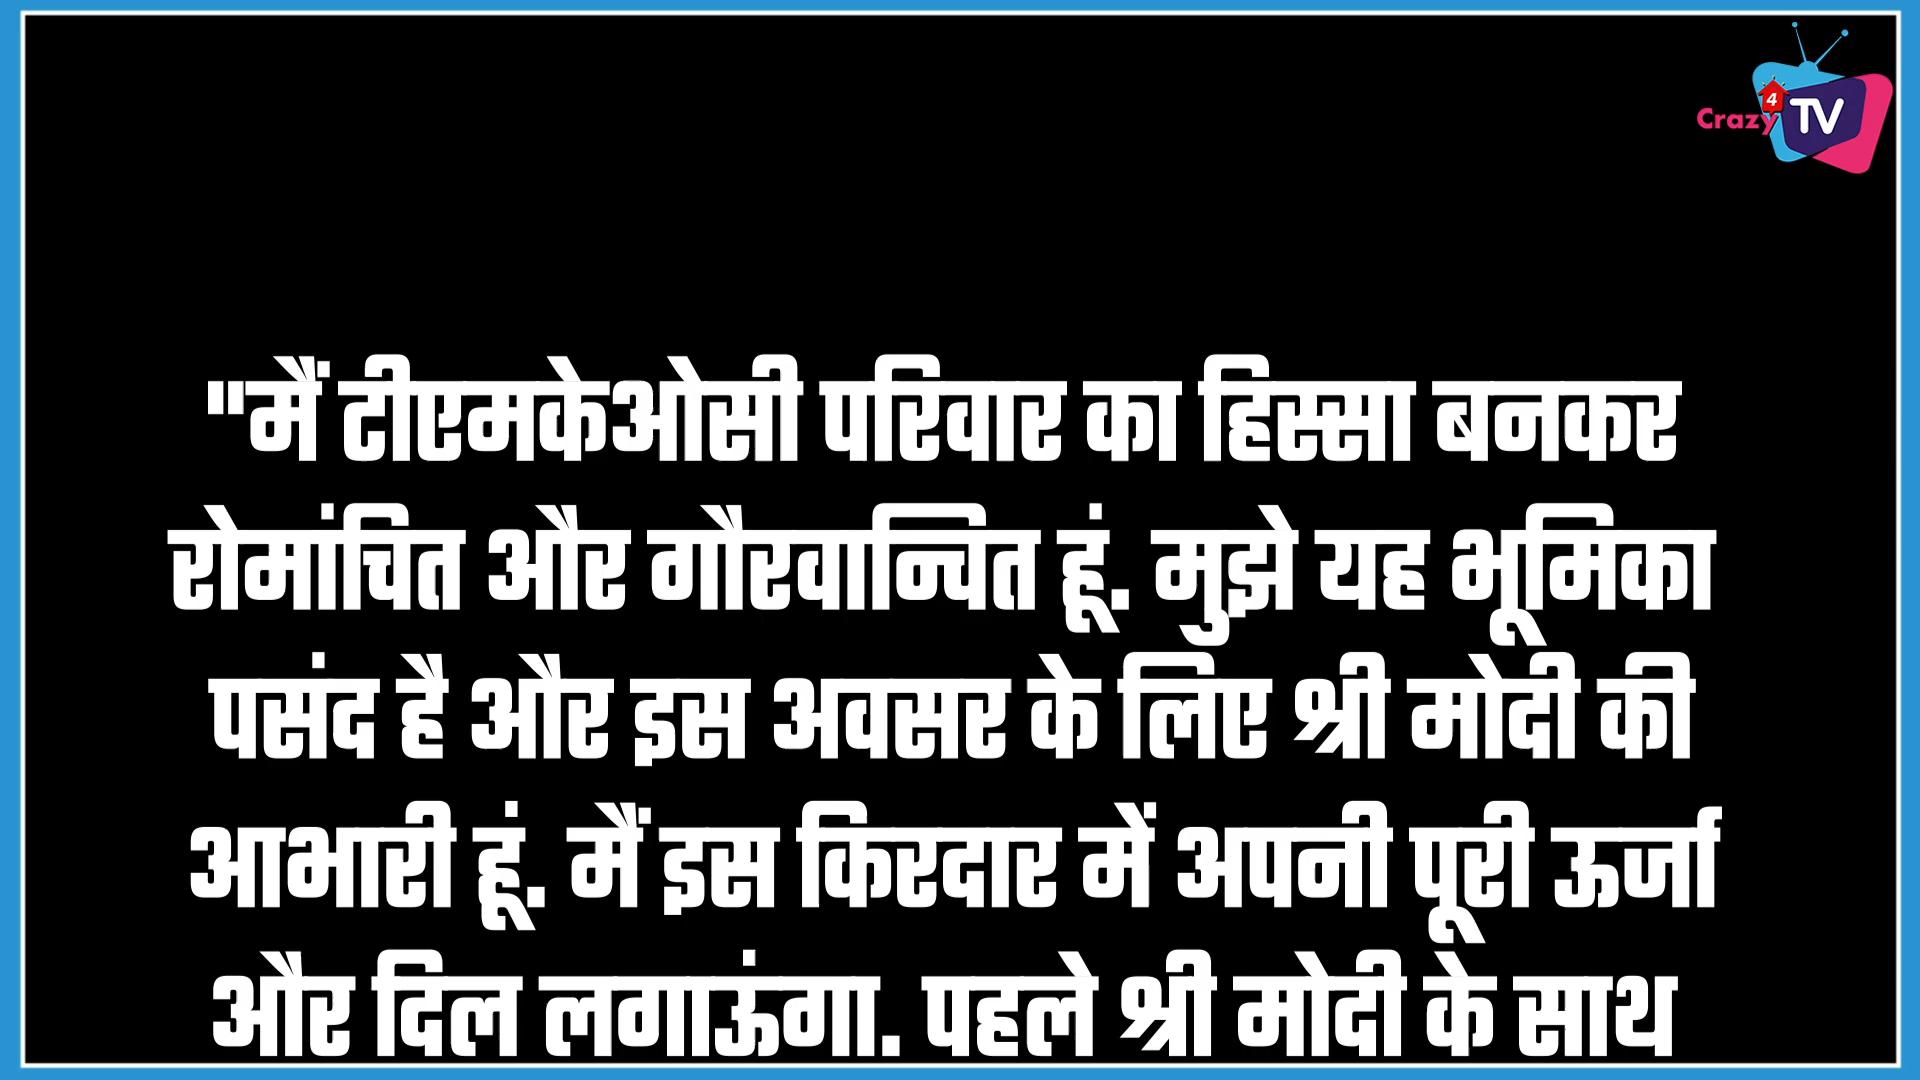 Crazy 4 TV
"मैं टीएमकेओसी परिवार का हिस्सा बनकर
रोमांचित और गौरवान्वित हूं. मुझे यह भूमिका
पसंद है और इस अवसर के लिए श्री मोदी की
आभारी हूं. मैं इस किरदार में अपनी पूरी ऊर्जा
और दिल लगाऊंगा. पहले श्री मोदी के साथ